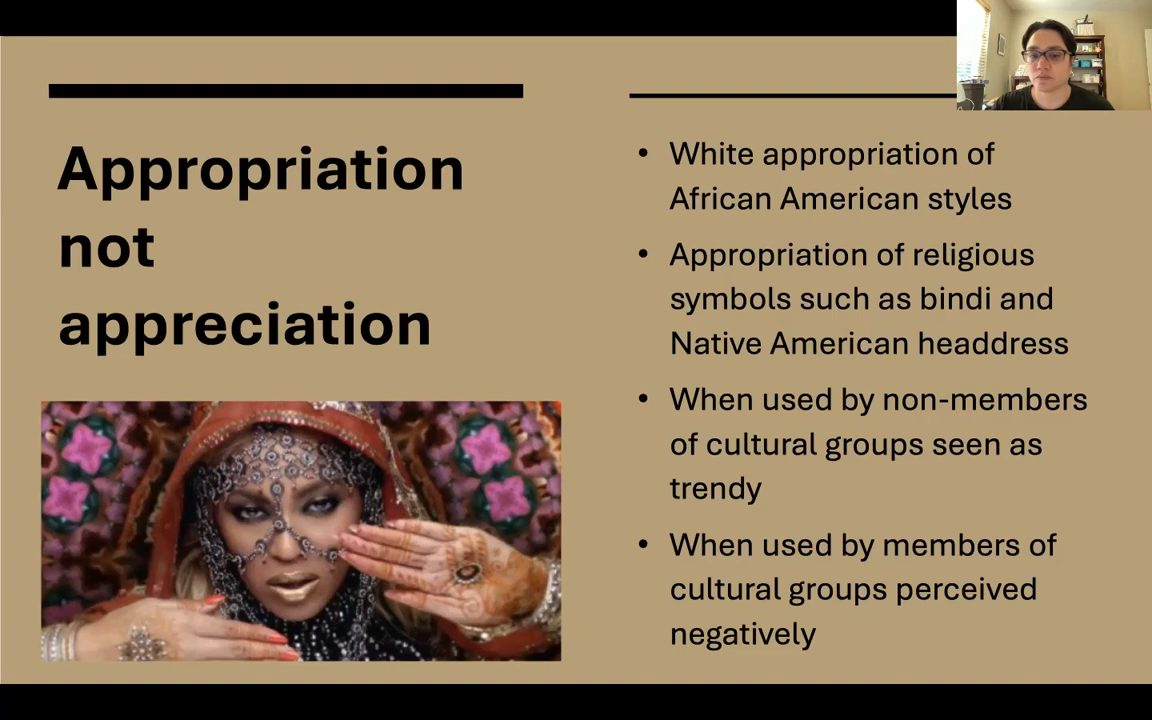 Appropriation
not
appreciation
• White appropriation of
African American styles
• Appropriation of religious
symbols such as bindi and
Native American headdress
• When used by non-members
of cultural groups seen as
trendy
• When used by members of
cultural groups perceived
negatively